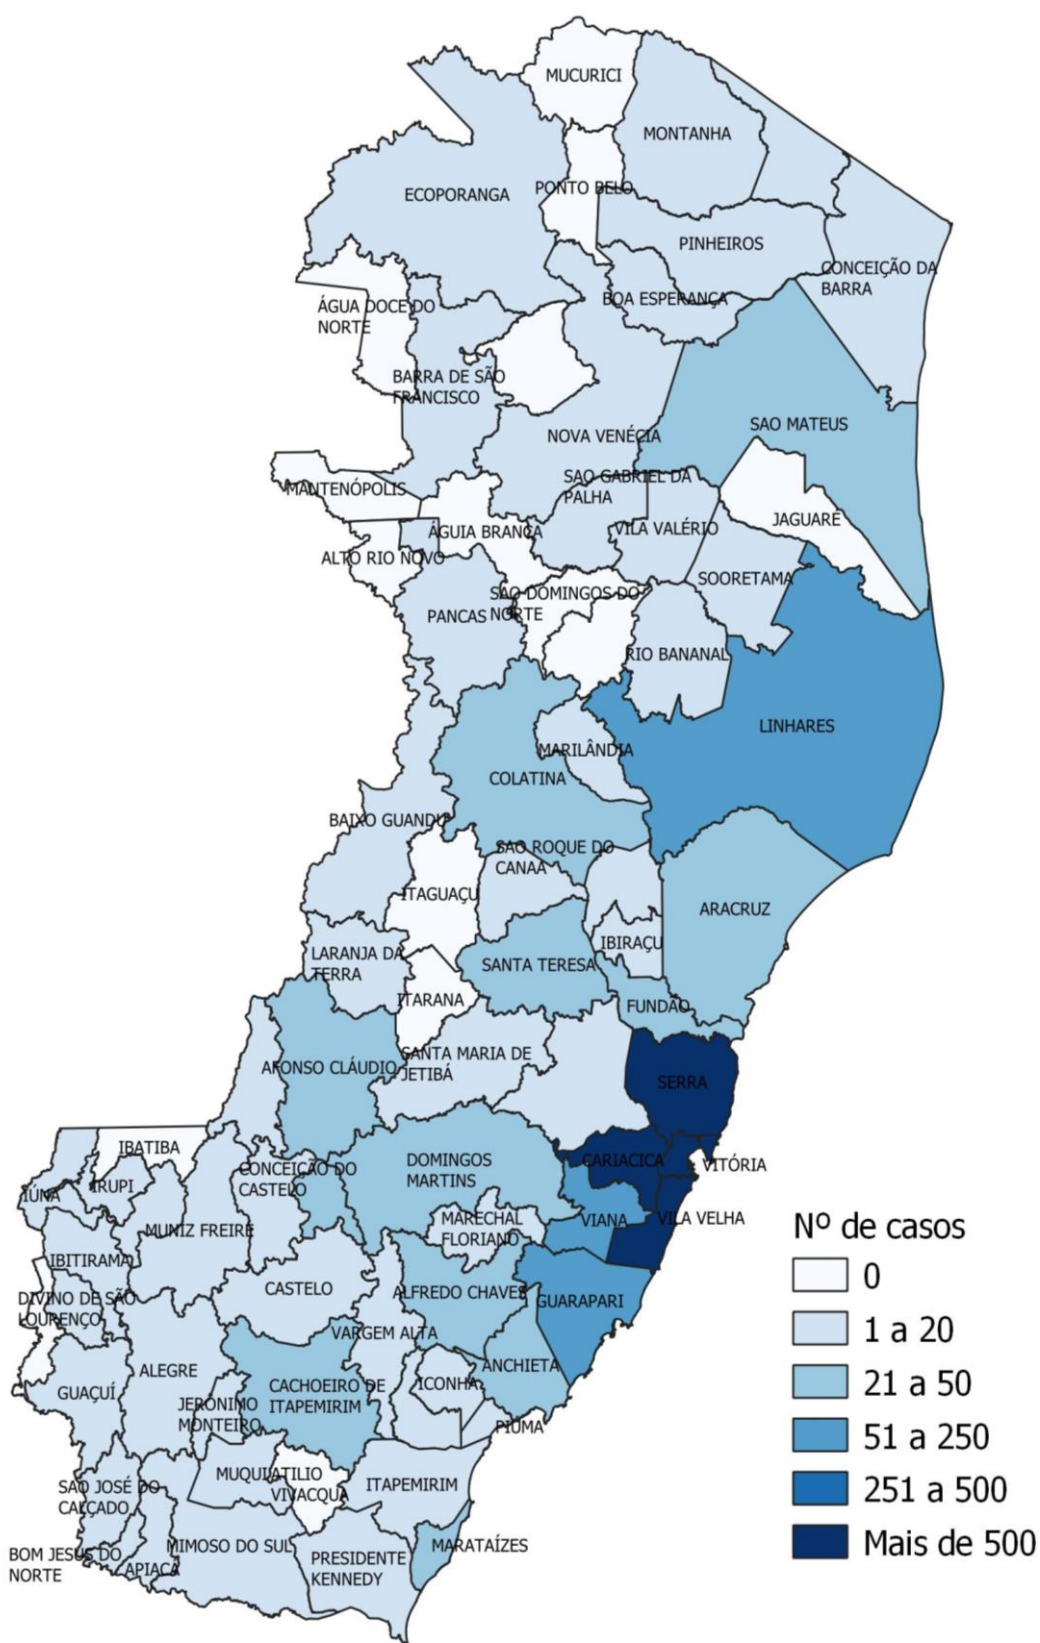 MUCURICI
MONTANHA
ECOPORANGA
PONTO BELO
PINHEIROS
CONCEIÇÃO DA
BARRA
BOA ESPERANÇA
ÁGUA DOCE DO
NORTE
BARRA DE SÃO
FRANCISCO
SAO MATEUS
NOVA VENÉCIA
SAO GABRIEL DA
PALHA
MANTENÓPOLIS
JAGUARÉ
VILA VALÉRIO
ÁGUIA BRANCA
ALTO RIO NOVO
SOORETAMA
SAO DOMINGOS DO
NORTE
PANCAS
RIO BANANAL
LINHARES
MARILÂNDIA
COLATINA
BAIXO GUANDU
SAO ROQUE DO
CANAA
ITAGUAÇU
ARACRUZ
IBIRAÇU
LARANJA DA
TERRA
SANTA TERESA
ITARANA
FUNDAO
SANTA MARIA DE
JETIBÁ
AFONSO CLÁUDIO
SERRA
IBATIBA
CARIACICA
VITÓRIA
CONCEIÇÃO DO
CASTELO
DOMINGOS
MARTINS
IÚNA
IRUPI
MUNIZ FREIRE
MARECHAL
FLORIANO
VIANA
VILA VELHA
IBITIRAMA
CASTELO
ALFREDO CHAVES
GUARAPARI
DIVINO DE SÃO
LOURENÇO
VARGEM ALTA
ALEGRE
ANCHIETA
GUAÇUÍ
CACHOEIRO DE
ITAPEMIRIM
ICONHA
JERÔNIMO
MONTEIRO
PIÚMA
MUQUI
ATILIO
VIVACQUA
ITAPEMIRIM
SAO JOSÉ DO
CALÇADO
MIMOSO DO SUL
MARATAÍZES
BOM JESUS DO
NORTE
APIACÁ
PRESIDENTE
KENNEDY
Nº de casos
0
1 a 20
21 a 50
51 a 250
251 a 500
Mais de 500